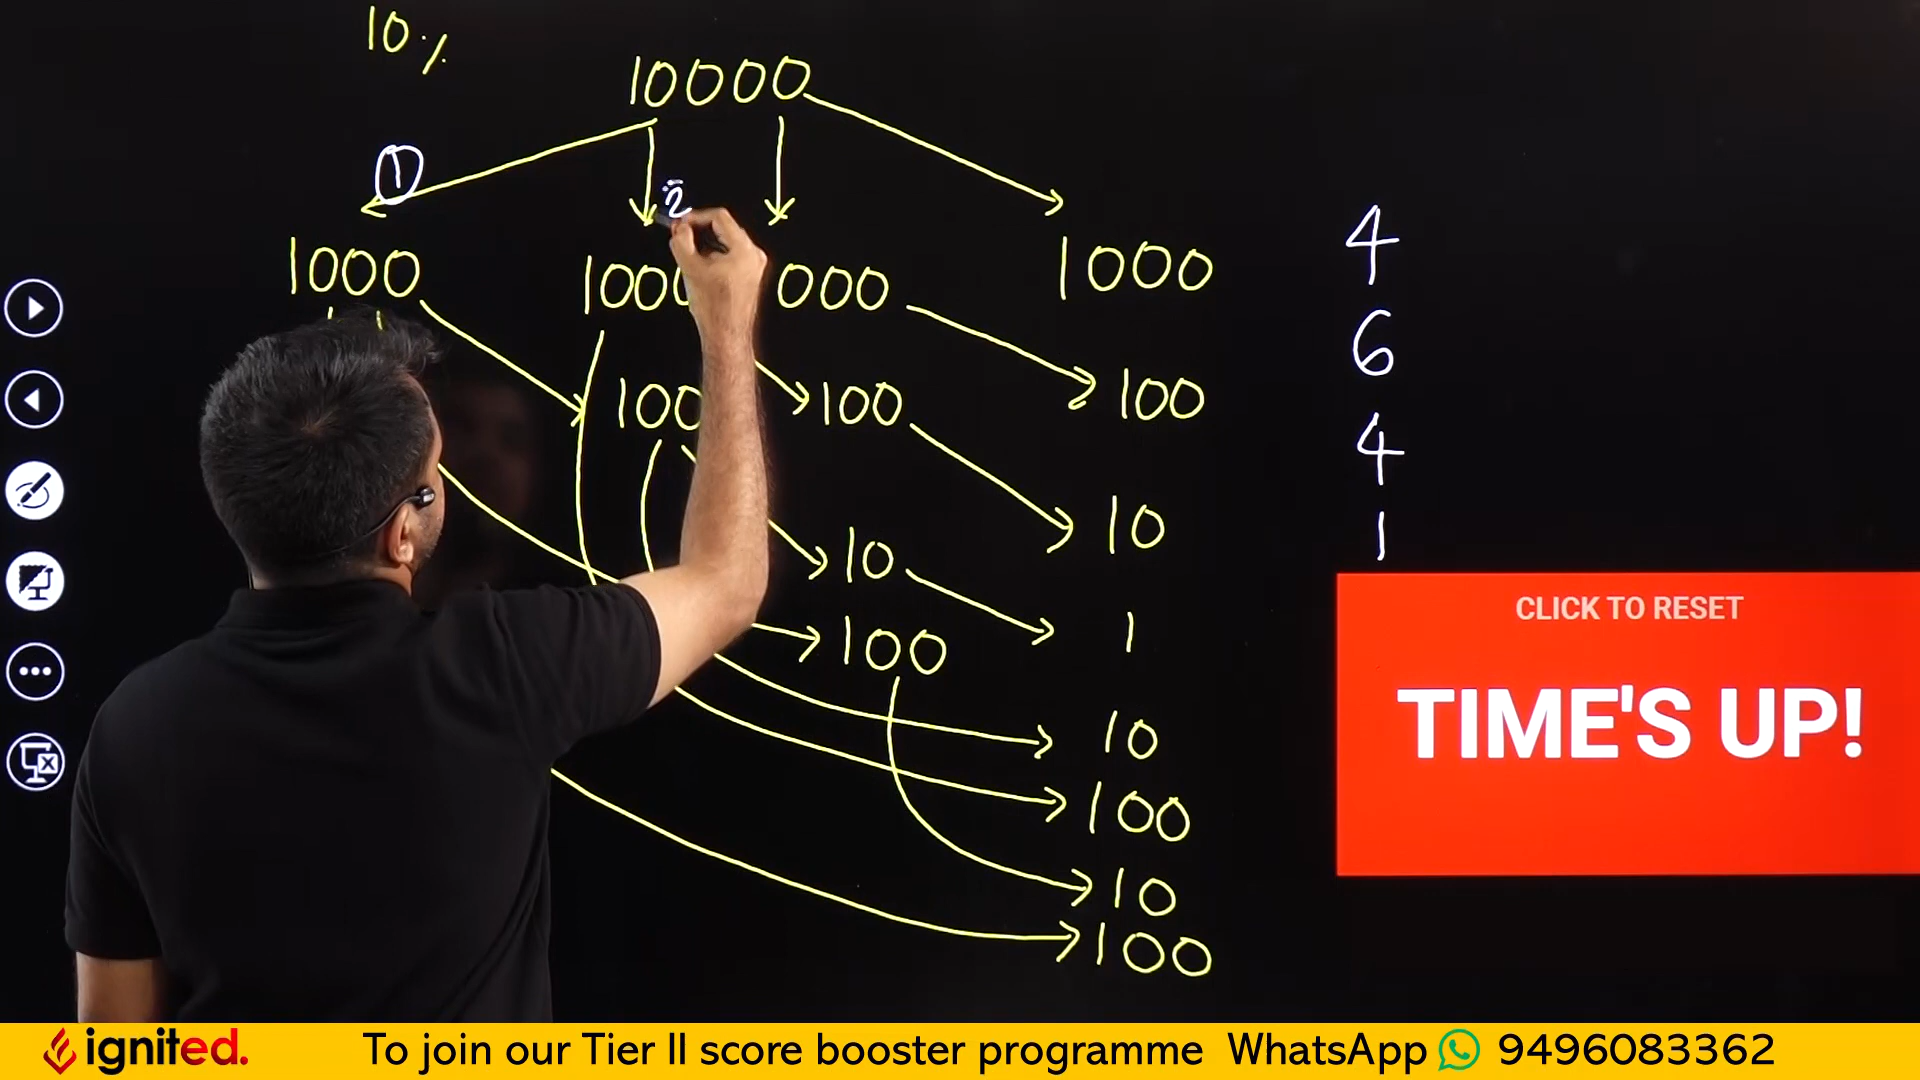 10%
10000
1 2
1000 1000 000 1000 4
6
100 100 100
4
10
10 1
1
100
CLICK TO RESET
TIME'S UP!
10
100
10
100
ignited. To join our Tier II score booster programme WhatsApp 9496083362